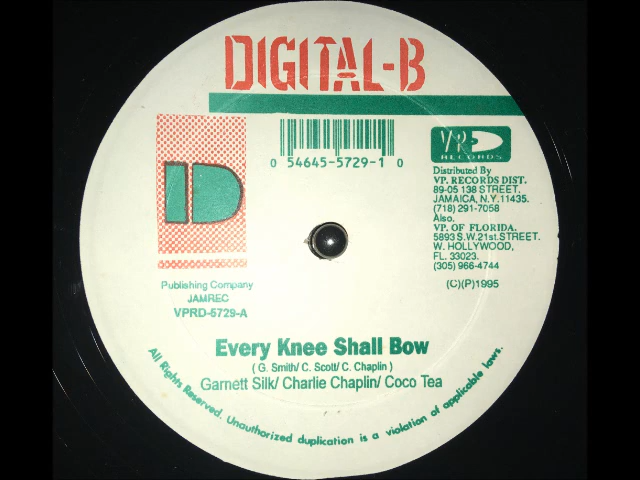 DIGITAL-B
0 54645-5729-1 0
D
Publishing Company
JAMREC
VPRD-5729-A
VR
RECORDS
Distributed By
VP. RECORDS DIST.
89-05 138 STREET,
JAMAICA, N.Y. 11435.
(718) 291-7058
Also.
VP. OF FLORIDA.
5893 S.W. 21st. STREET.
W. HOLLYWOOD,
FL. 33023.
(305) 966-4744
(C)(P)1995
Every Knee Shall Bow
( G. Smith/ C. Scott/ C. Chaplin )
Garnett Silk/ Charlie Chaplin/ Coco Tea
All Rights Reserved. Unauthorized duplication is a violation of applicable laws.